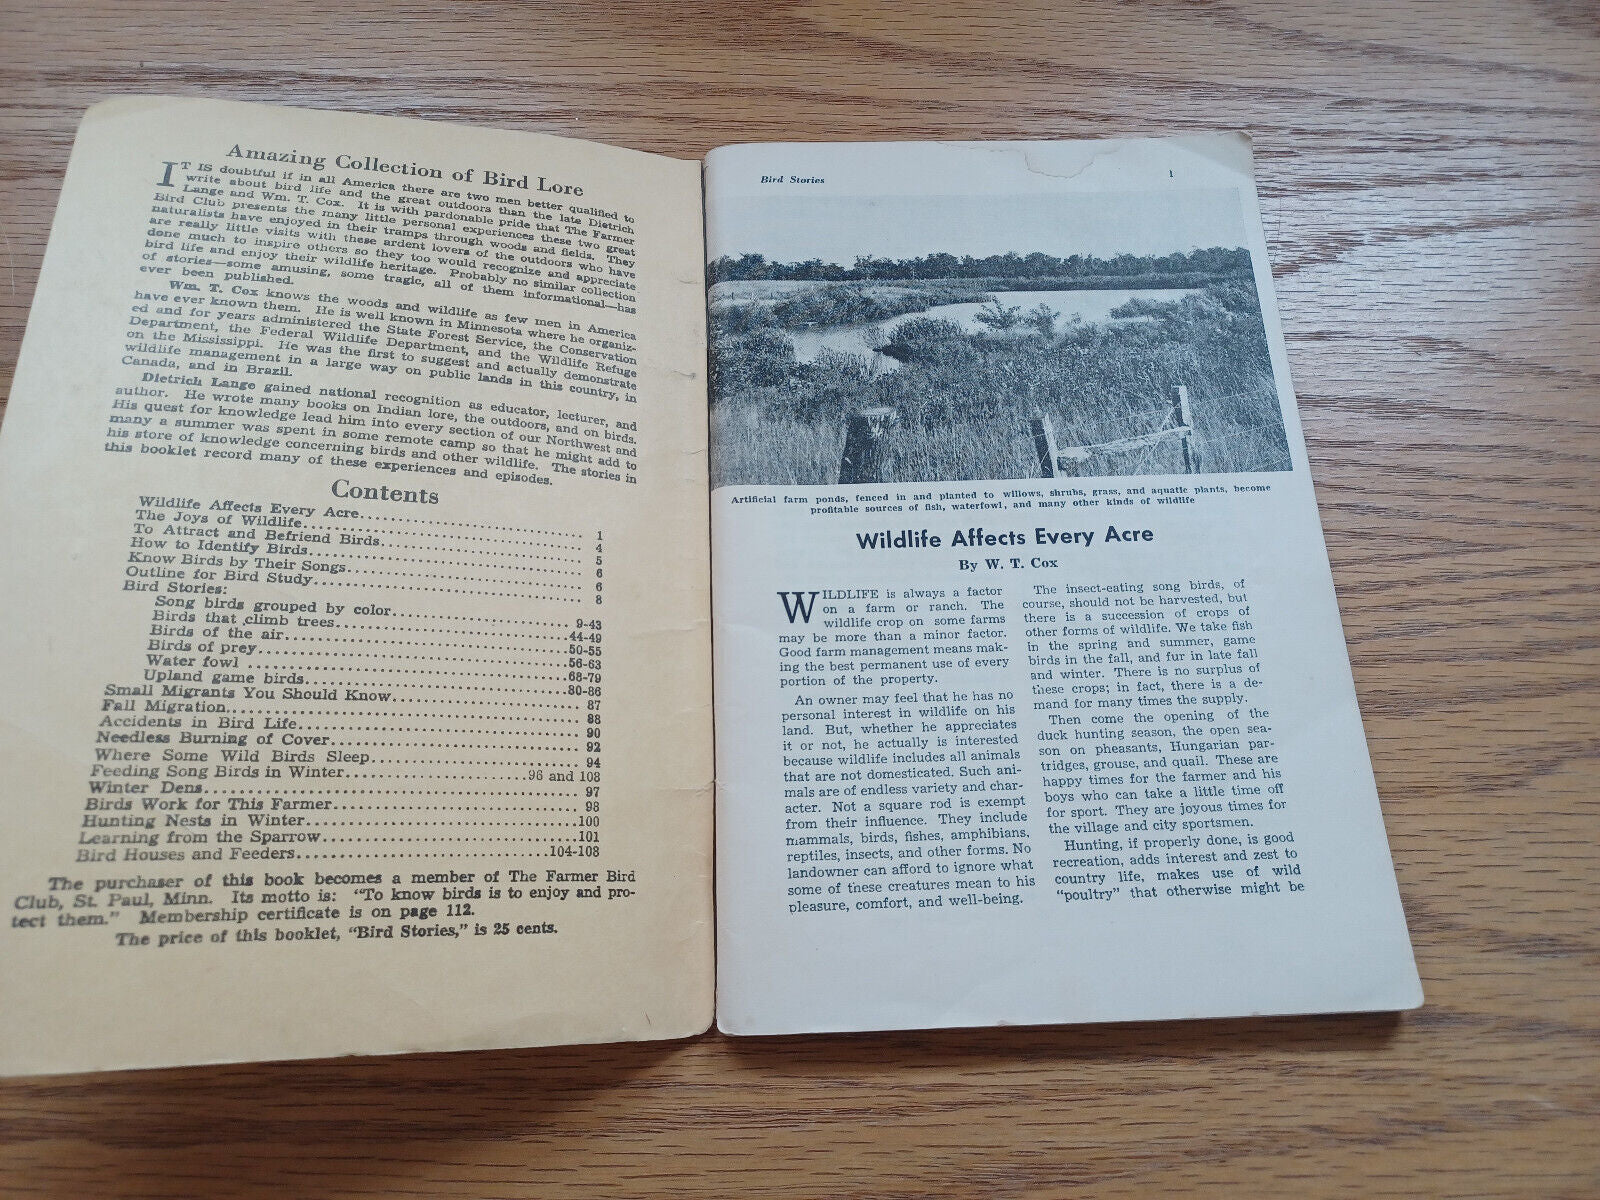 Amazing Collection of Bird Lore
IT IS doubtful if in all America there are two men better qualified to
write about bird life and the great outdoors than the late Dietrich
Lange and Wm. T. Cox. It is with pardonable pride that The Farmer
Bird Club presents the many little personal experiences these two great
naturalists have enjoyed in their tramps through woods and fields. They
are really little visits with these ardent lovers of the outdoors who have
done much to inspire others so they too would recognize and appreciate
bird life and enjoy their wildlife heritage. Probably no similar collection
of stories—some amusing, some tragic, all of them informational—has
ever been published.
Wm. T. Cox knows the woods and wildlife as few men in America
have ever known them. He is well known in Minnesota where he organiz-
ed and for years administered the State Forest Service, the Conservation
Department, the Federal Wildlife Department, and the Wildlife Refuge
on the Mississippi. He was the first to suggest and actually demonstrate
wildlife management in a large way on public lands in this country, in
Canada, and in Brazil.
Dietrich Lange gained national recognition as educator, lecturer, and
author. He wrote many books on Indian lore, the outdoors, and on birds.
His quest for knowledge lead him into every section of our Northwest and
many a summer was spent in some remote camp so that he might add to
his store of knowledge concerning birds and other wildlife. The stories in
this booklet record many of these experiences and episodes.
Contents
Wildlife Affects Every Acre 1
The Joys of Wildlife 4
To Attract and Befriend Birds 5
How to Identify Birds 6
Know Birds by Their Songs 6
Outline for Bird Study 8
Bird Stories:
Song birds grouped by color 9-43
Birds that climb trees 44-49
Birds of the air 50-55
Birds of prey 56-63
Water fowl 68-79
Upland game birds 80-86
Small Migrants You Should Know 87
Fall Migration 88
Accidents in Bird Life 90
Needless Burning of Cover 92
Where Some Wild Birds Sleep 94
Feeding Song Birds in Winter 96 and 108
Winter Dens 97
Birds Work for This Farmer 98
Hunting Nests in Winter 100
Learning from the Sparrow 101
Bird Houses and Feeders 104-108
The purchaser of this book becomes a member of The Farmer Bird
Club, St. Paul, Minn. Its motto is: "To know birds is to enjoy and pro-
tect them." Membership certificate is on page 112.
The price of this booklet, "Bird Stories," is 25 cents.
Bird Stories 1
Artificial farm ponds, fenced in and planted to willows, shrubs, grass, and aquatic plants, become
profitable sources of fish, waterfowl, and many other kinds of wildlife
Wildlife Affects Every Acre
By W. T. Cox
WILDLIFE is always a factor
on a farm or ranch. The
wildlife crop on some farms
may be more than a minor factor.
Good farm management means mak-
ing the best permanent use of every
portion of the property.
An owner may feel that he has no
personal interest in wildlife on his
land. But, whether he appreciates
it or not, he actually is interested
because wildlife includes all animals
that are not domesticated. Such ani-
mals are of endless variety and char-
acter. Not a square rod is exempt
from their influence. They include
mammals, birds, fishes, amphibians,
reptiles, insects, and other forms. No
landowner can afford to ignore what
some of these creatures mean to his
pleasure, comfort, and well-being.
The insect-eating song birds, of
course, should not be harvested, but
there is a succession of crops of
other forms of wildlife. We take fish
in the spring and summer, game
birds in the fall, and fur in late fall
and winter. There is no surplus of
these crops; in fact, there is a de-
mand for many times the supply.
Then come the opening of the
duck hunting season, the open sea-
son on pheasants, Hungarian par-
tridges, grouse, and quail. These are
happy times for the farmer and his
boys who can take a little time off
for sport. They are joyous times for
the village and city sportsmen.
Hunting, if properly done, is good
recreation, adds interest and zest to
country life, makes use of wild
"poultry" that otherwise might be